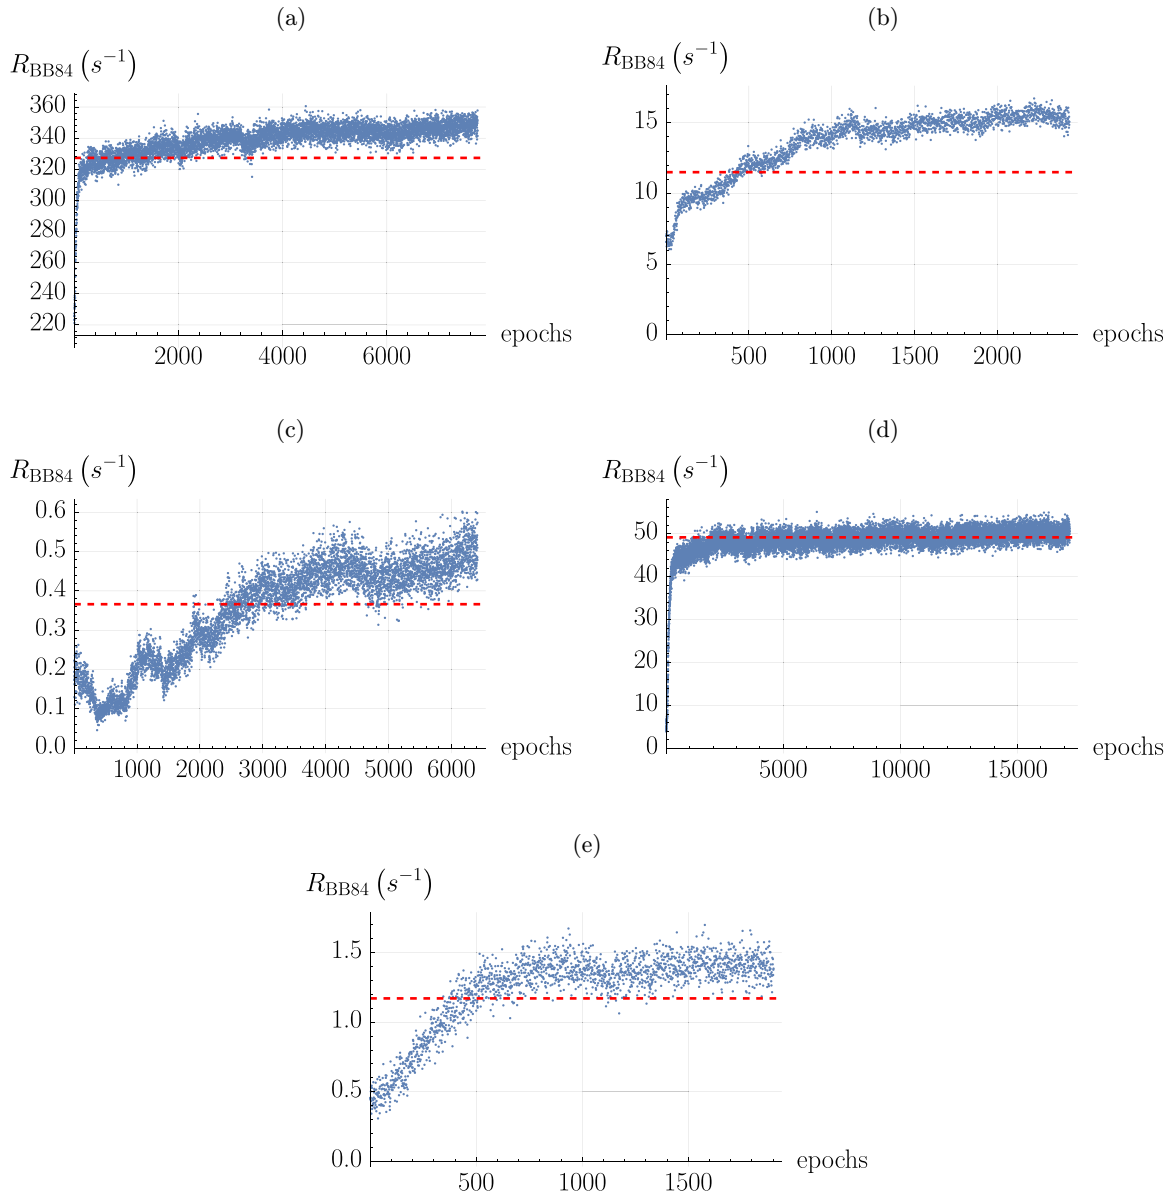 (a)
R_BB84 (s^−1)
360
340
320
300
280
260
240
220
2000 4000 6000
epochs
(b)
R_BB84 (s^−1)
15
10
5
0
500 1000 1500 2000
epochs
(c)
R_BB84 (s^−1)
0.6
0.5
0.4
0.3
0.2
0.1
0.0
1000 2000 3000 4000 5000 6000
epochs
(d)
R_BB84 (s^−1)
50
40
30
20
10
0
5000 10000 15000
epochs
(e)
R_BB84 (s^−1)
1.5
1.0
0.5
0.0
500 1000 1500
epochs